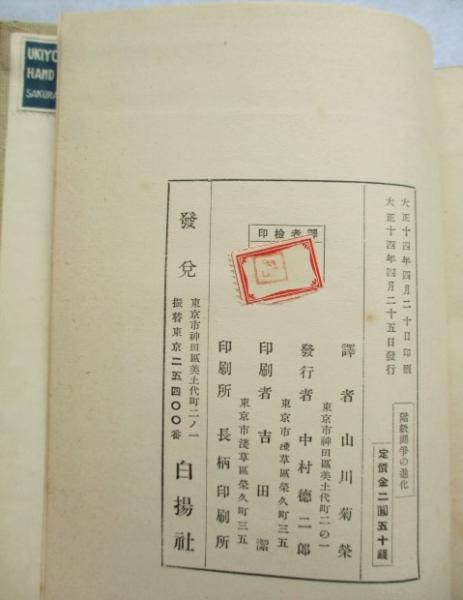 UKIYO
HAND
SAKURA
大正十四年四月二十日印刷
大正十四年四月二十五日發行
階級鬪爭の進化
定價金二圓五十錢
譯者檢印
譯者 山川菊榮
東京市神田區美土代町二の一
發行者 中村德二郎
東京市淺草區榮久町三五
印刷者 吉田潔
東京市淺草區榮久町三五
印刷所 長柄印刷所
發兌
東京市神田區美土代町二ノ一
振替東京二五四〇〇番
白揚社